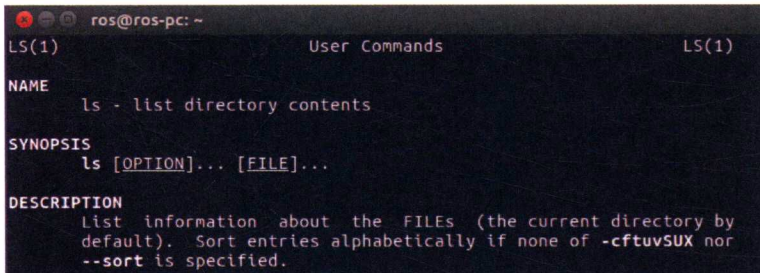 ros@ros-pc: ~
LS(1) User Commands LS(1)
NAME
ls - list directory contents
SYNOPSIS
ls [OPTION]... [FILE]...
DESCRIPTION
List information about the FILEs (the current directory by
default). Sort entries alphabetically if none of -cftuvSUX nor
--sort is specified.